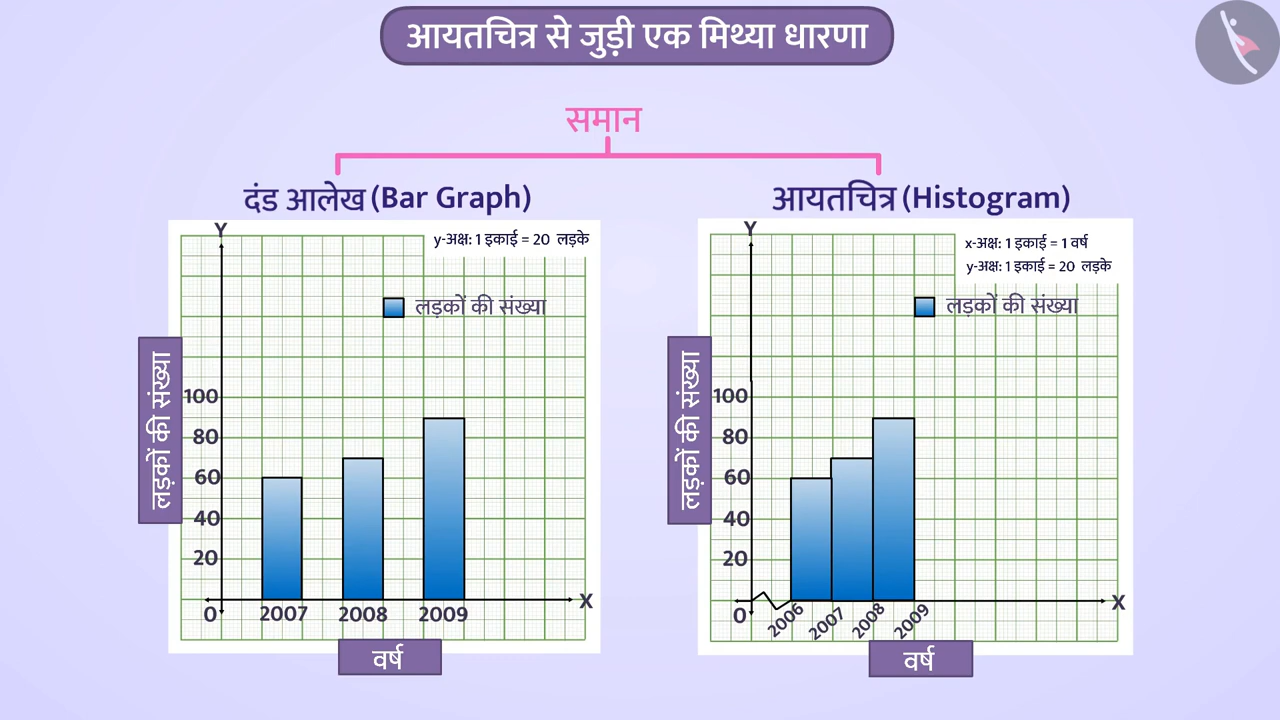 आयतचित्र से जुड़ी एक मिथ्या धारणा
समान
दंड आलेख (Bar Graph)
Y
y-अक्ष: 1 इकाई = 20 लड़के
लड़कों की संख्या
लड़कों की संख्या
100
80
60
40
20
0
2007 2008 2009
X
वर्ष
आयतचित्र (Histogram)
Y
x-अक्ष: 1 इकाई = 1 वर्ष
y-अक्ष: 1 इकाई = 20 लड़के
लड़कों की संख्या
लड़कों की संख्या
100
80
60
40
20
0
2006 2007 2008 2009
X
वर्ष